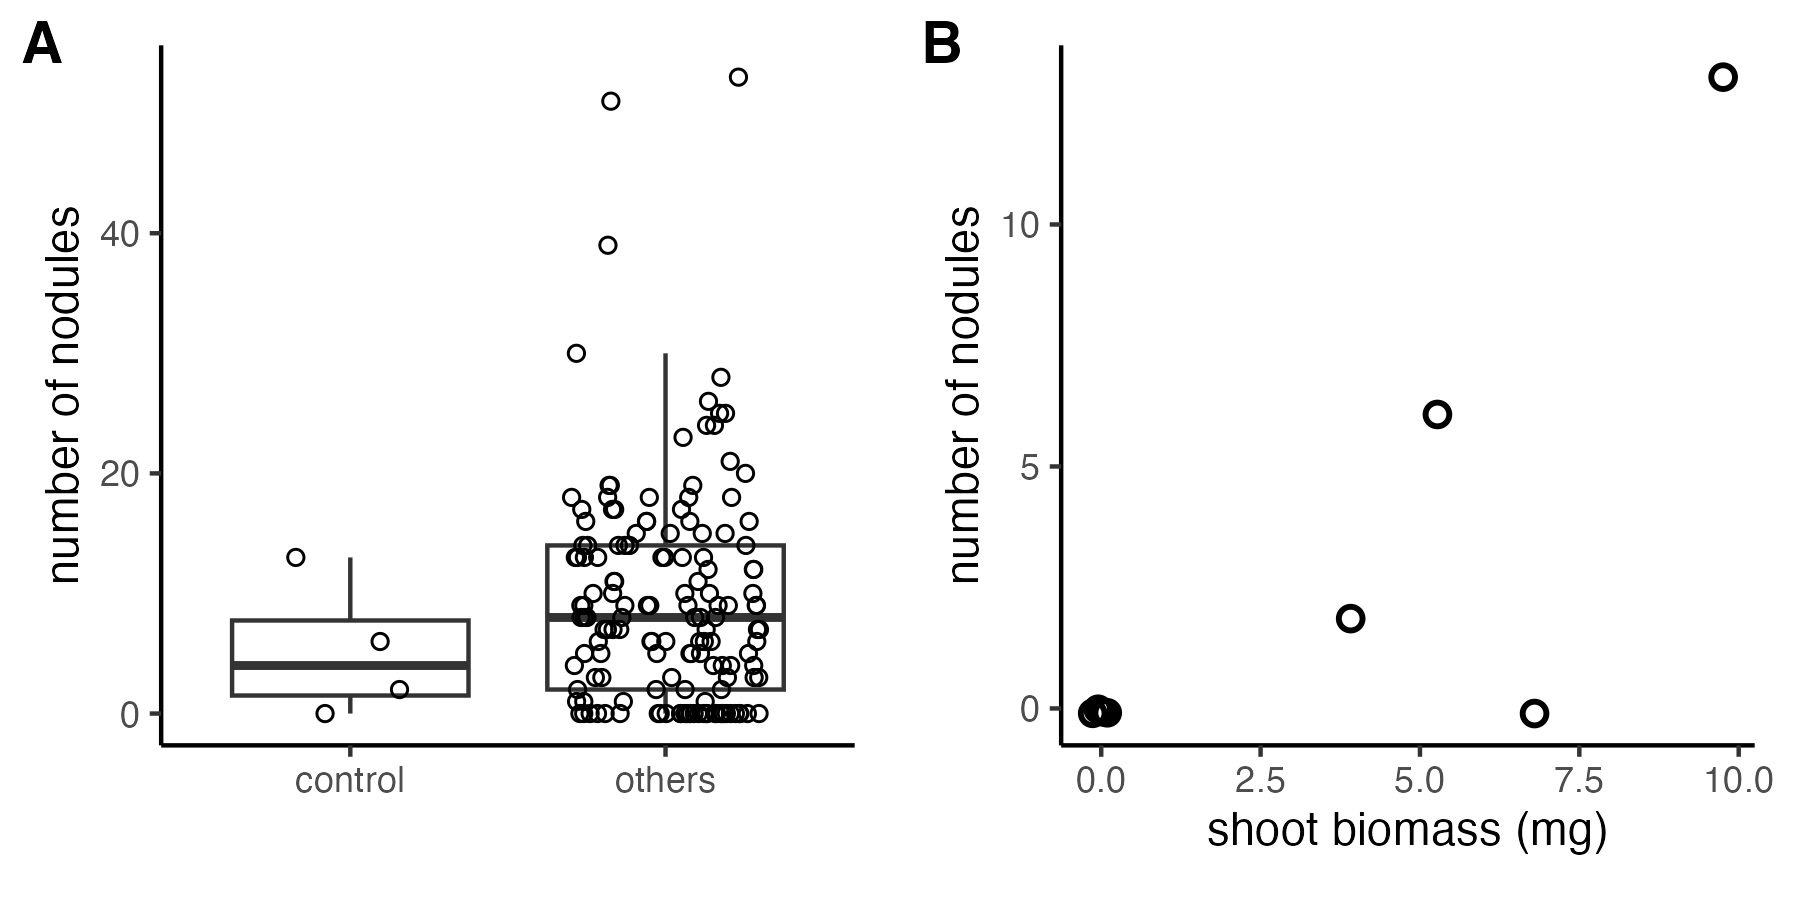 A
number of nodules
40
20
0
control others
B
number of nodules
10
5
0
0.0 2.5 5.0 7.5 10.0
shoot biomass (mg)